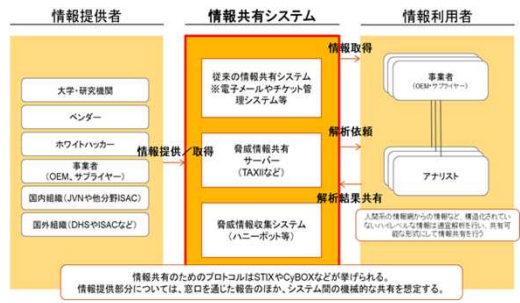 情報提供者
情報共有システム
情報利用者
大学・研究機関
ベンダー
ホワイトハッカー
事業者
(OEM、サプライヤー)
国内組織(JVNや他分野ISAC)
国外組織(DHSやISACなど)
情報提供/取得
従来の情報共有システム
※電子メールやチケット管
理システム等
脅威情報共有
サーバー
(TAXIIなど)
脅威情報収集システム
(ハニーポット等)
情報取得
解析依頼
解析結果共有
事業者
(OEM・サプライヤー)
アナリスト
人間系の情報網からの情報など、構造化されてい
ないハイレベルな情報は適宜解析を行い、共有可
能な形式にして情報共有を行う
情報共有のためのプロトコルはSTIXやCyBOXなどが挙げられる。
情報提供部分については、窓口を通じた報告のほか、システム間の機械的な共有を想定する。